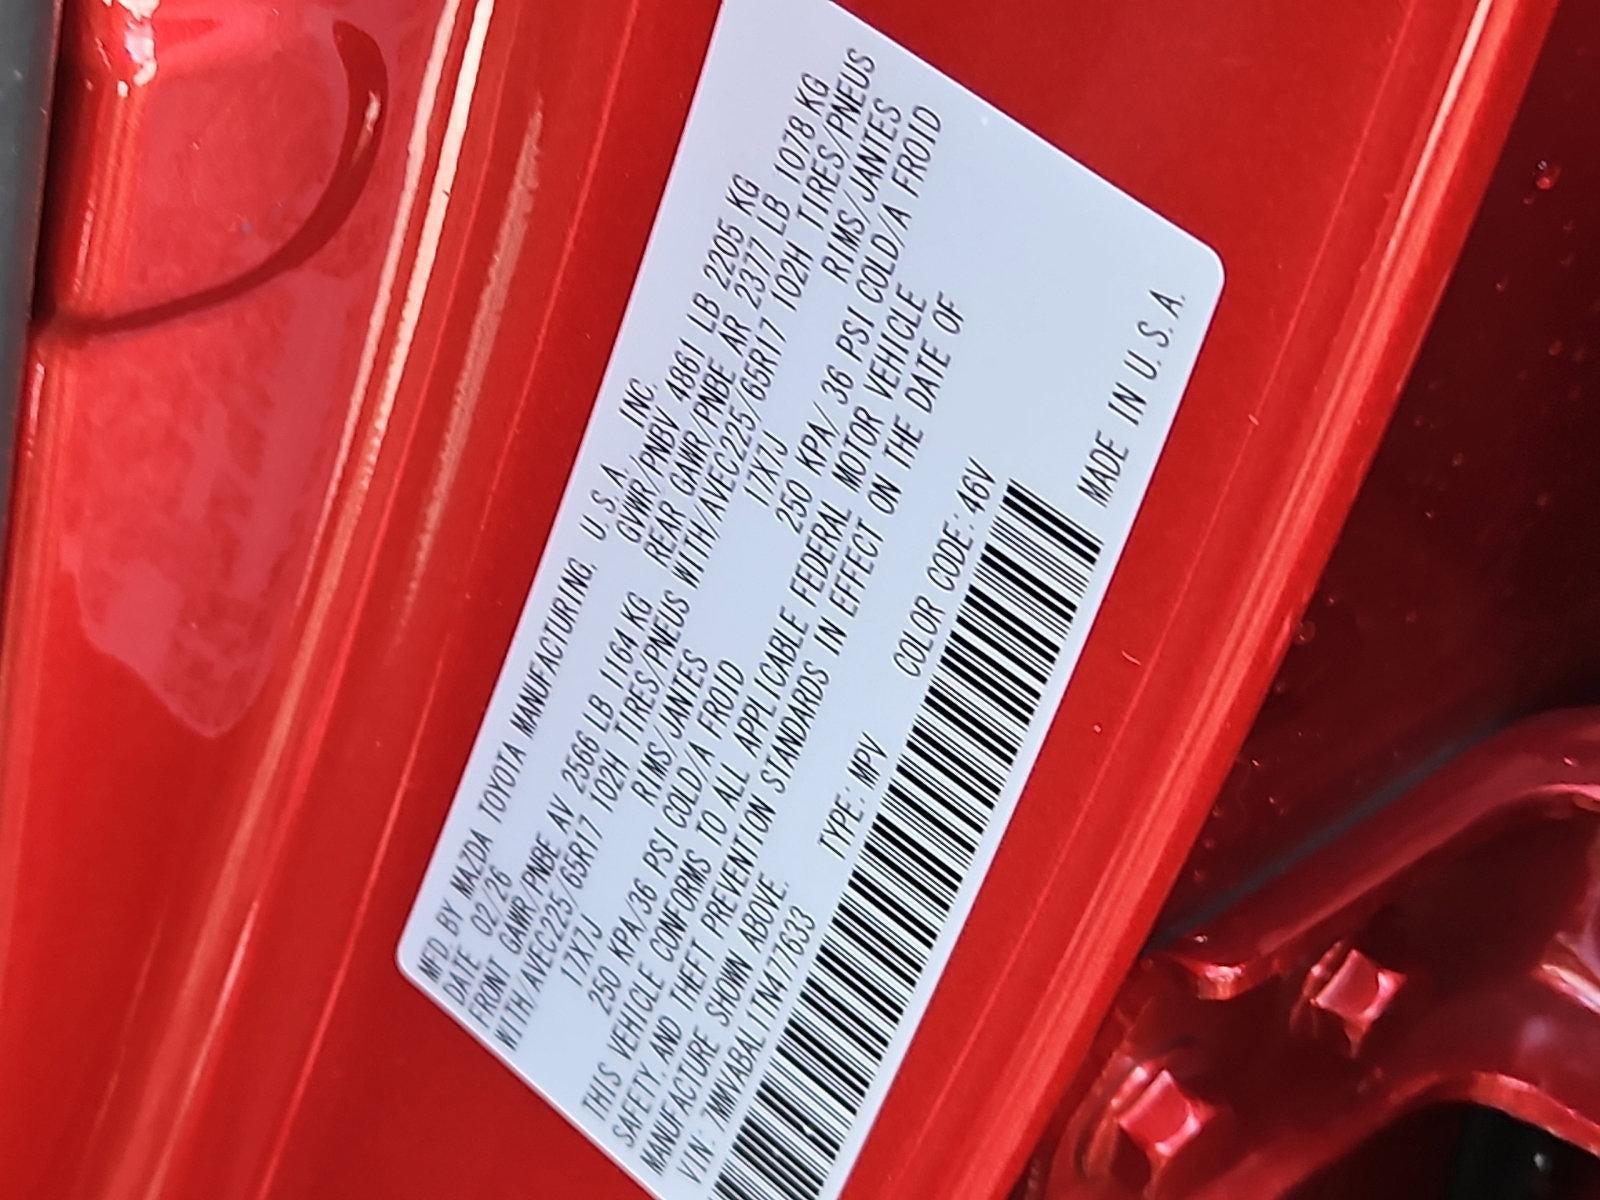 MFD. BY MAZDA TOYOTA MANUFACTURING, U.S.A., INC.
DATE 02/26 GVWR/PNBV 4861 LB 2205 KG
FRONT GAWR/PNBE AV 2566 LB 1164 KG REAR GAWR/PNBE AR 2377 LB 1078 KG
WITH/AVEC225/65R17 102H TIRES/PNEUS WITH/AVEC225/65R17 102H TIRES/PNEUS
17X7J RIMS/JANTES 17X7J RIMS/JANTES
250 KPA/36 PSI COLD/A FROID 250 KPA/ 36 PSI COLD/A FROID
THIS VEHICLE CONFORMS TO ALL APPLICABLE FEDERAL MOTOR VEHICLE
SAFETY, AND THEFT PREVENTION STANDARDS IN EFFECT ON THE DATE OF
MANUFACTURE SHOWN ABOVE.
VIN: 7MMVABAL1TN477633 TYPE: MPV COLOR CODE: 46V
MADE IN U.S.A.